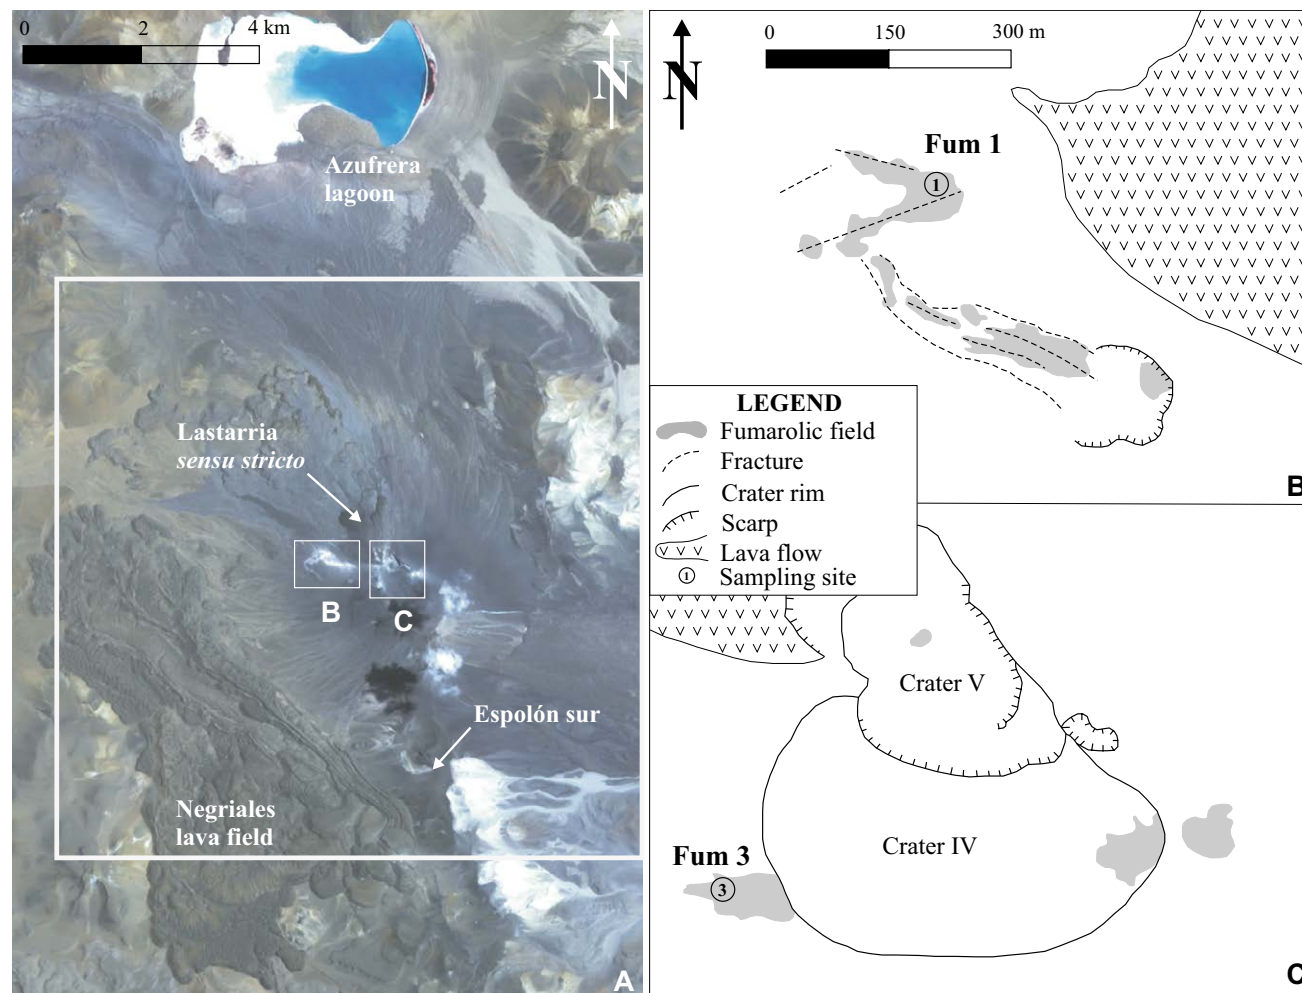 0 2 4 km
N
Azufrera
lagoon
Lastarria
sensu stricto
B
C
Espolón sur
Negriales
lava field
A
N
0 150 300 m
Fum 1
1
B
LEGEND
Fumarolic field
Fracture
Crater rim
Scarp
Lava flow
1 Sampling site
Crater V
Crater IV
Fum 3
3
C